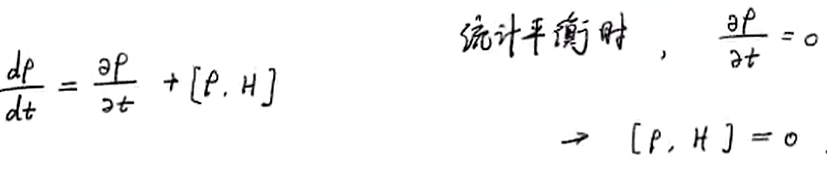 统计平衡时 , ∂ρ/∂t = 0
dρ/dt = ∂ρ/∂t + [ρ, H]
→ [ρ, H] = 0 .